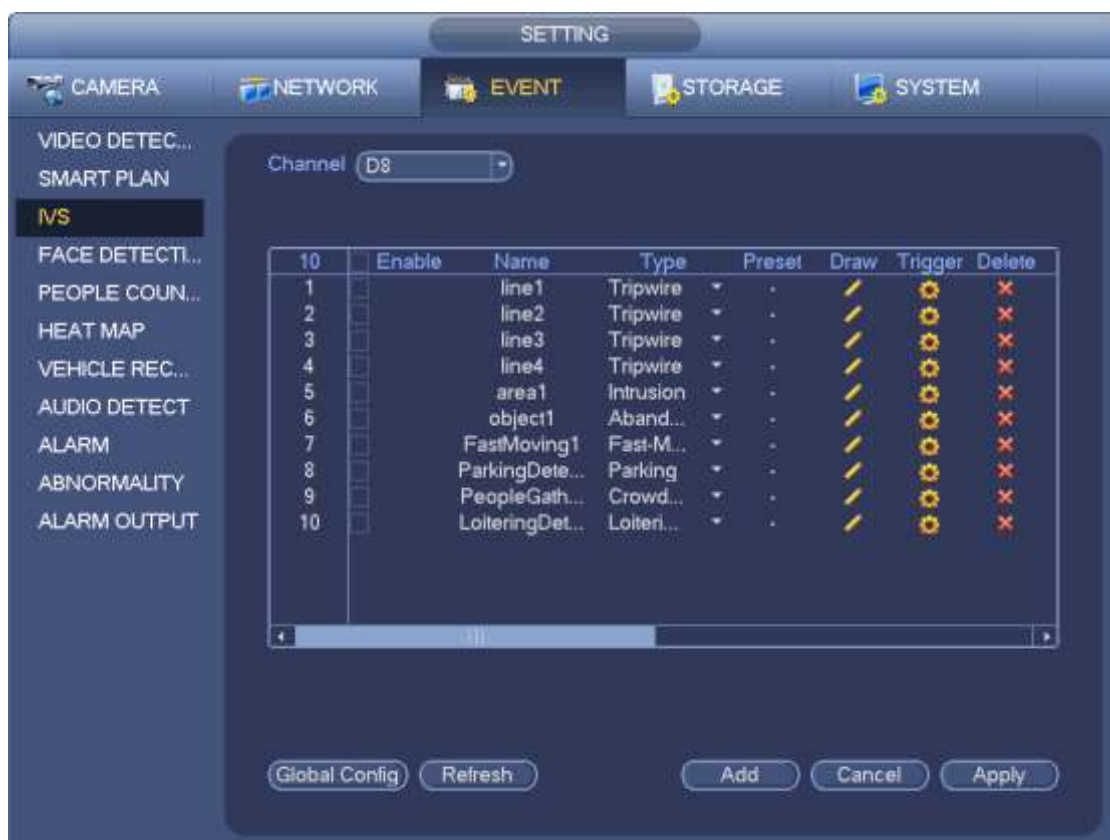 SETTING
CAMERA NETWORK EVENT STORAGE SYSTEM
VIDEO DETEC...
SMART PLAN
IVS
FACE DETECTI...
PEOPLE COUN...
HEAT MAP
VEHICLE REC...
AUDIO DETECT
ALARM
ABNORMALITY
ALARM OUTPUT
Channel D8
10 Enable Name Type Preset Draw Trigger Delete
1 line1 Tripwire
2 line2 Tripwire
3 line3 Tripwire
4 line4 Tripwire
5 area1 Intrusion
6 object1 Aband...
7 FastMoving1 Fast-M...
8 ParkingDete... Parking
9 PeopleGath... Crowd...
10 LoiteringDet... Loiteri...
Global Config Refresh Add Cancel Apply